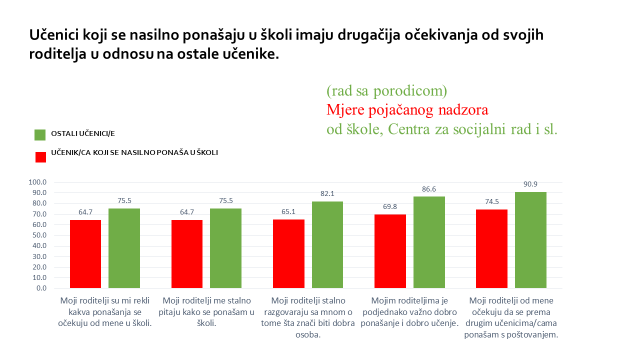 Učenici koji se nasilno ponašaju u školi imaju drugačija očekivanja od svojih
roditelja u odnosu na ostale učenike.
(rad sa porodicom)
Mjere pojačanog nadzora
od škole, Centra za socijalni rad i sl.
OSTALI UČENICI/E
UČENIK/CA KOJI SE NASILNO PONAŠA U ŠKOLI
100.0
90.0
80.0
70.0
60.0
50.0
40.0
30.0
20.0
10.0
0.0
64.7
75.5
64.7
75.5
65.1
82.1
69.8
86.6
74.5
90.9
Moji roditelji su mi rekli
kakva ponašanja se
očekuju od mene u školi.
Moji roditelji me stalno
pitaju kako se ponašam u
školi.
Moji roditelji stalno
razgovaraju sa mnom o
tome šta znači biti dobra
osoba.
Mojim roditeljima je
podjednako važno dobro
ponašanje i dobro učenje.
Moji roditelji od mene
očekuju da se prema
drugim učenicima/cama
ponašam s poštovanjem.